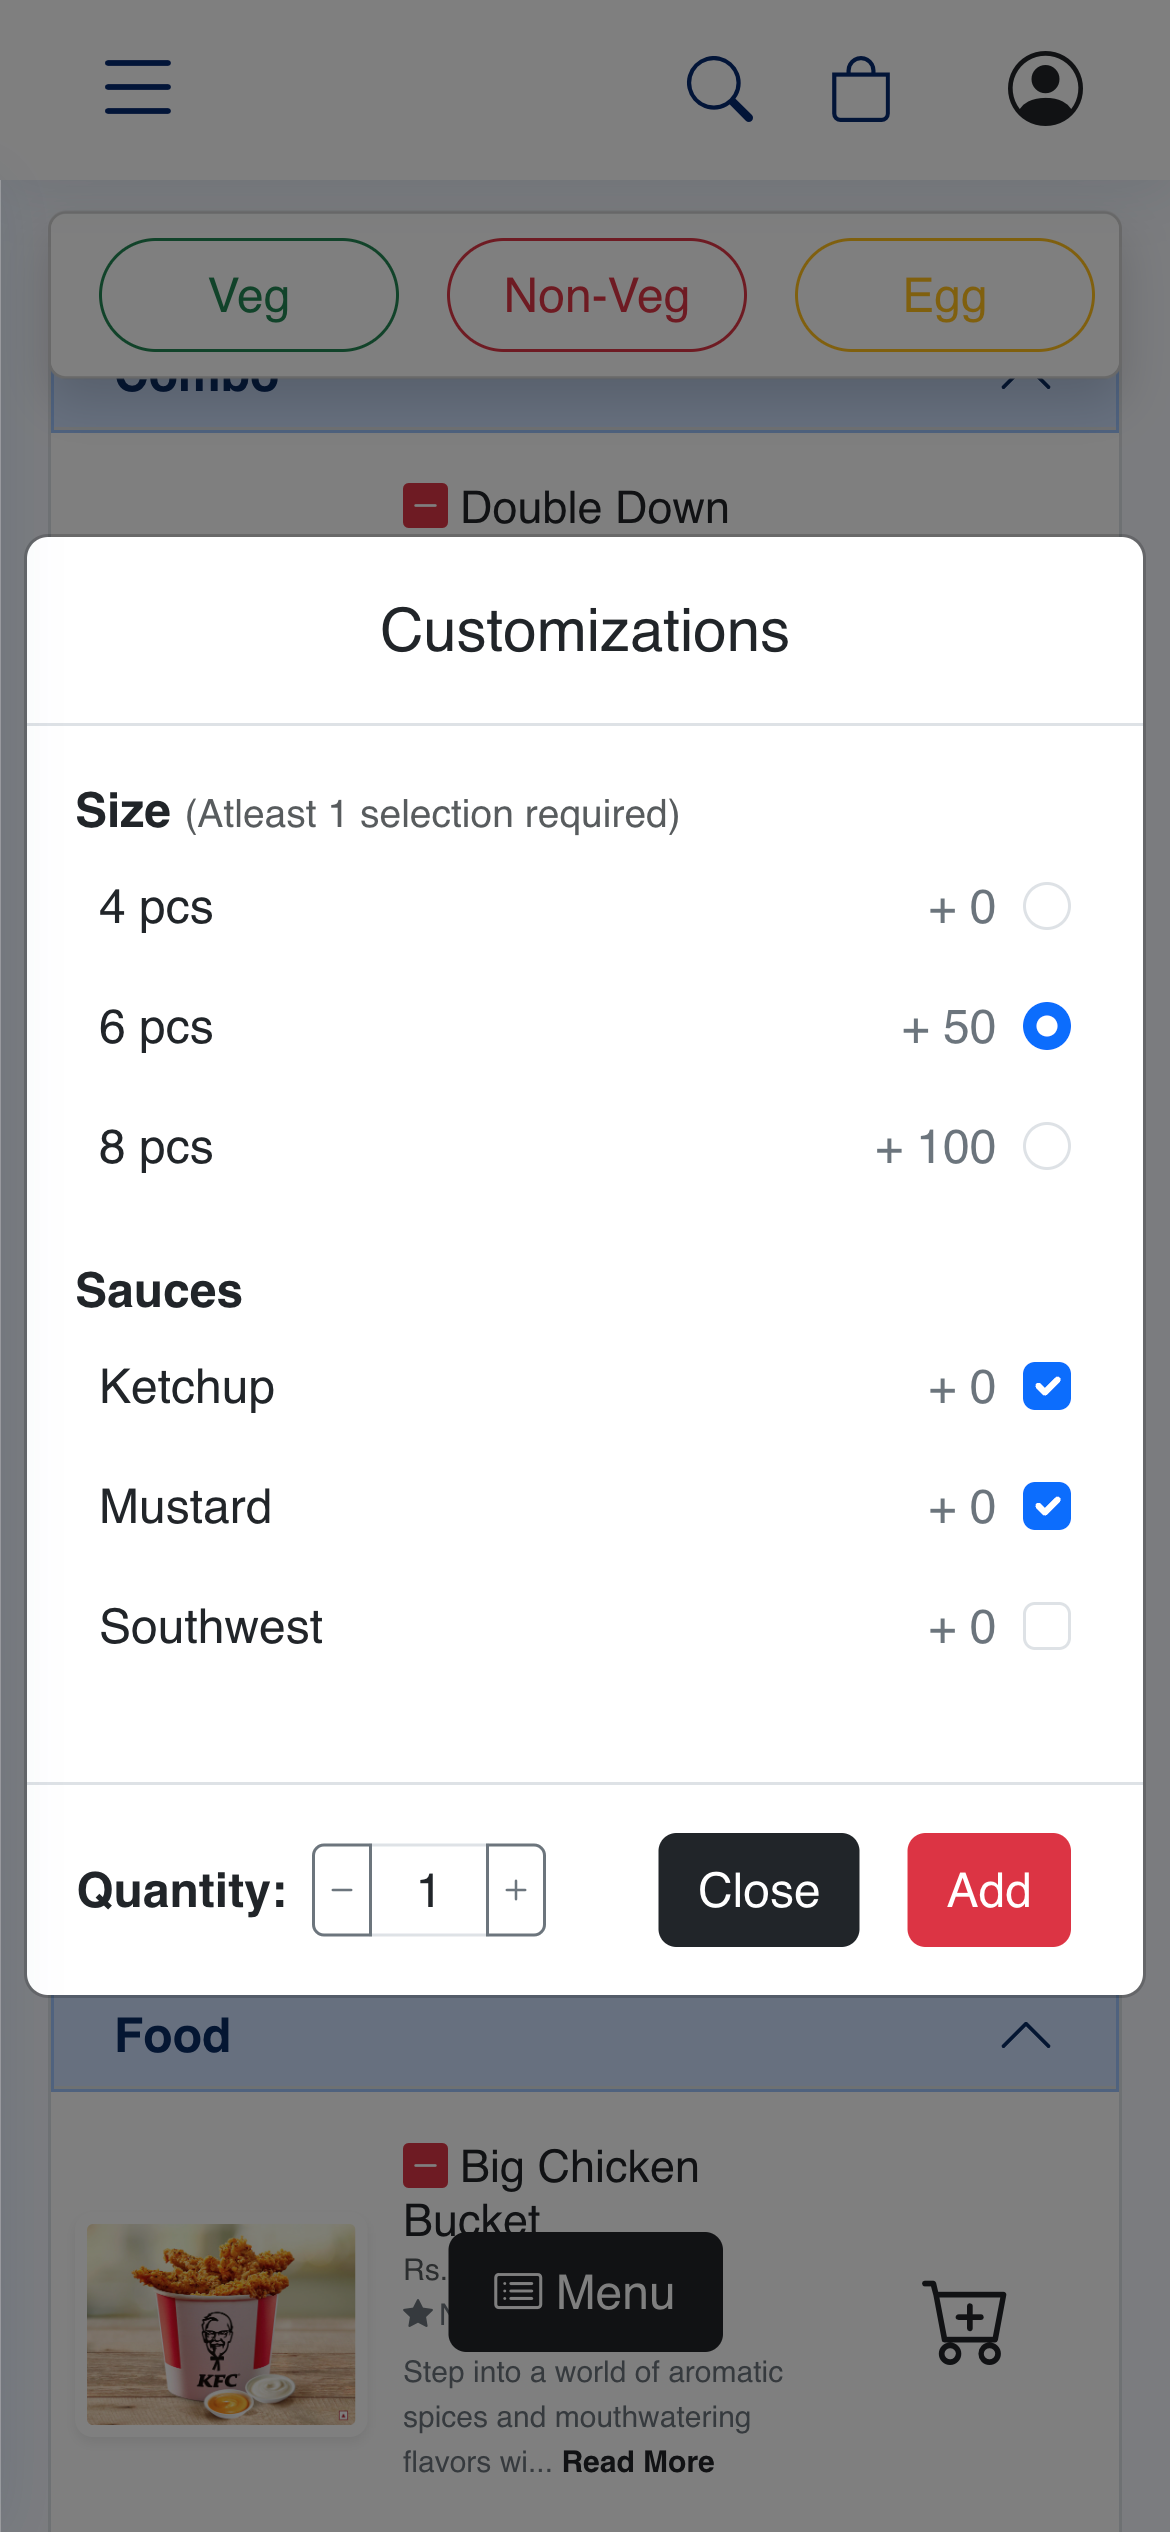 Veg Non-Veg Egg
Combo
Double Down
Customizations
Size (Atleast 1 selection required)
4 pcs + 0
6 pcs + 50
8 pcs + 100
Sauces
Ketchup + 0
Mustard + 0
Southwest + 0
Quantity: − 1 + Close Add
Food
Big Chicken
Bucket
Rs.
Menu
Step into a world of aromatic
spices and mouthwatering
flavors wi... Read More
KFC